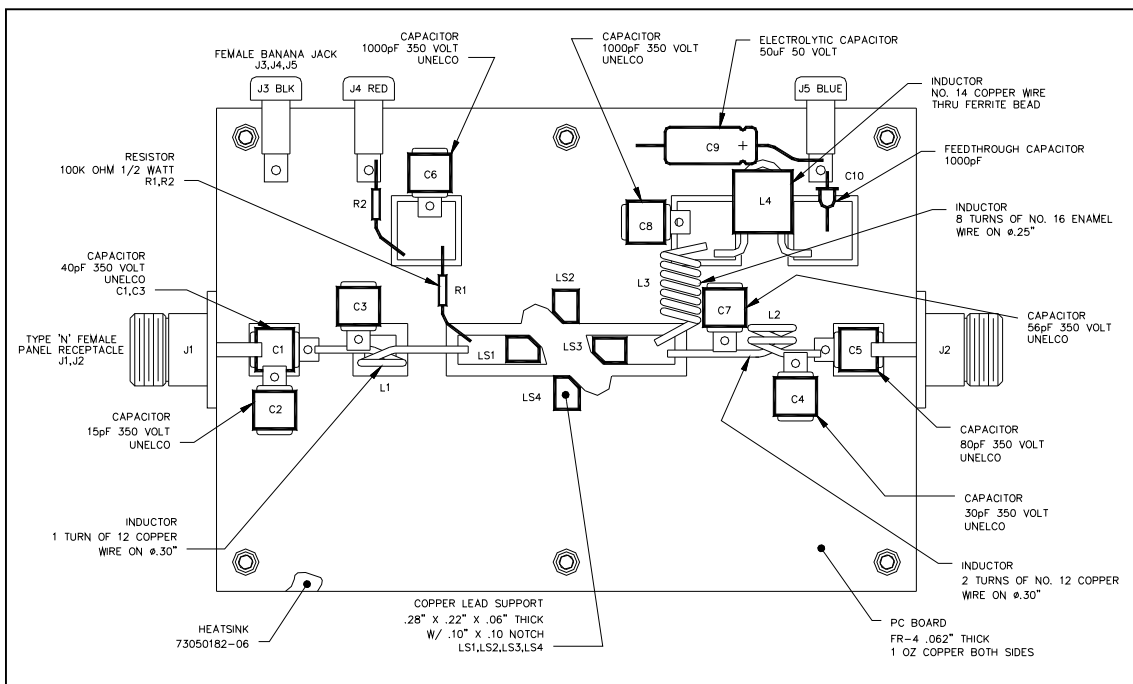 CAPACITOR
1000pF 350 VOLT
UNELCO
CAPACITOR
1000pF 350 VOLT
UNELCO
ELECTROLYTIC CAPACITOR
50uF 50 VOLT
FEMALE BANANA JACK
J3,J4,J5
INDUCTOR
NO. 14 COPPER WIRE
THRU FERRITE BEAD
J3 BLK
J4 RED
J5 BLUE
RESISTOR
100K OHM 1/2 WATT
R1,R2
C9
+
FEEDTHROUGH CAPACITOR
1000pF
C6
C10
R2
L4
C8
INDUCTOR
8 TURNS OF NO. 16 ENAMEL
WIRE ON ø.25"
CAPACITOR
40pF 350 VOLT
UNELCO
C1,C3
LS2
L3
R1
C3
C7
L2
CAPACITOR
56pF 350 VOLT
UNELCO
TYPE 'N' FEMALE
PANEL RECEPTACLE
J1,J2
J1
C1
LS1
LS3
C5
J2
L1
LS4
C2
C4
CAPACITOR
15pF 350 VOLT
UNELCO
CAPACITOR
80pF 350 VOLT
UNELCO
CAPACITOR
30pF 350 VOLT
UNELCO
INDUCTOR
1 TURN OF 12 COPPER
WIRE ON ø.30"
INDUCTOR
2 TURNS OF NO. 12 COPPER
WIRE ON ø.30"
HEATSINK
73050182-06
COPPER LEAD SUPPORT
.28" X .22" X .06" THICK
W/ .10" X .10 NOTCH
LS1,LS2,LS3,LS4
PC BOARD
FR-4 .062" THICK
1 OZ COPPER BOTH SIDES